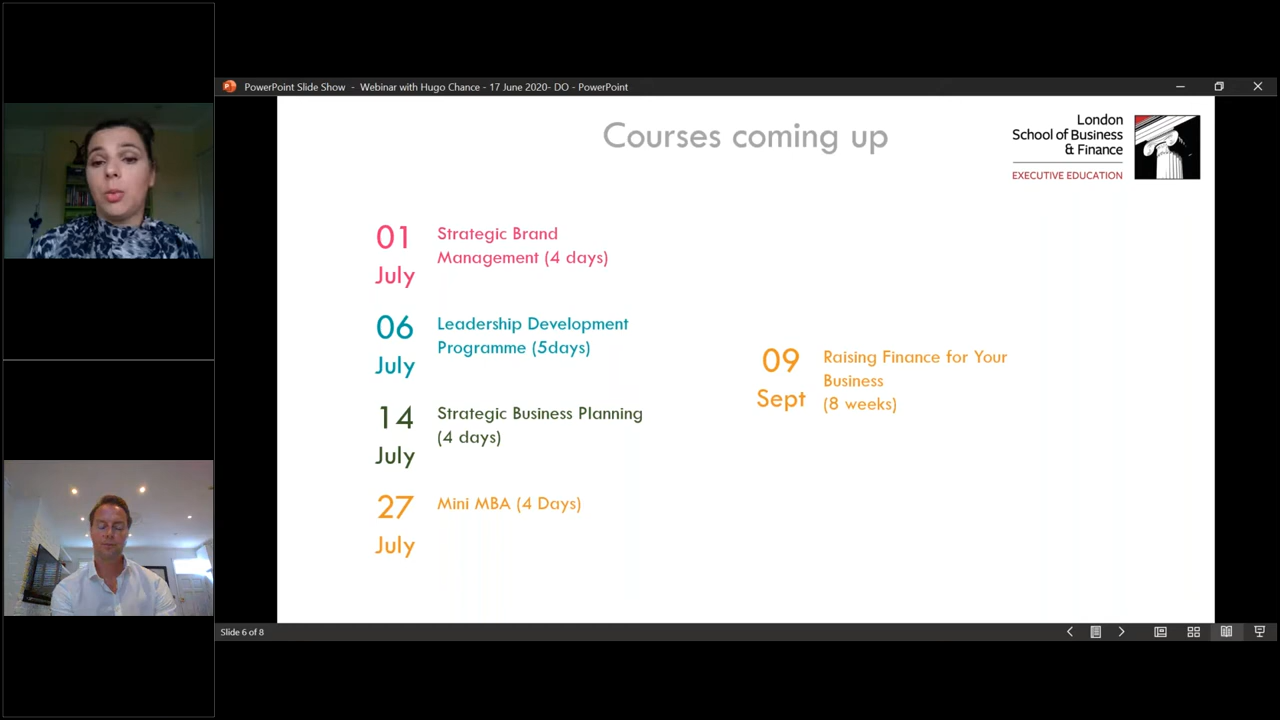 PowerPoint Slide Show - Webinar with Hugo Chance - 17 June 2020- DO - PowerPoint
Courses coming up
London
School of Business
& Finance
EXECUTIVE EDUCATION
01
July
Strategic Brand
Management (4 days)
06
July
Leadership Development
Programme (5days)
14
July
Strategic Business Planning
(4 days)
27
July
Mini MBA (4 Days)
09
Sept
Raising Finance for Your
Business
(8 weeks)
Slide 6 of 8